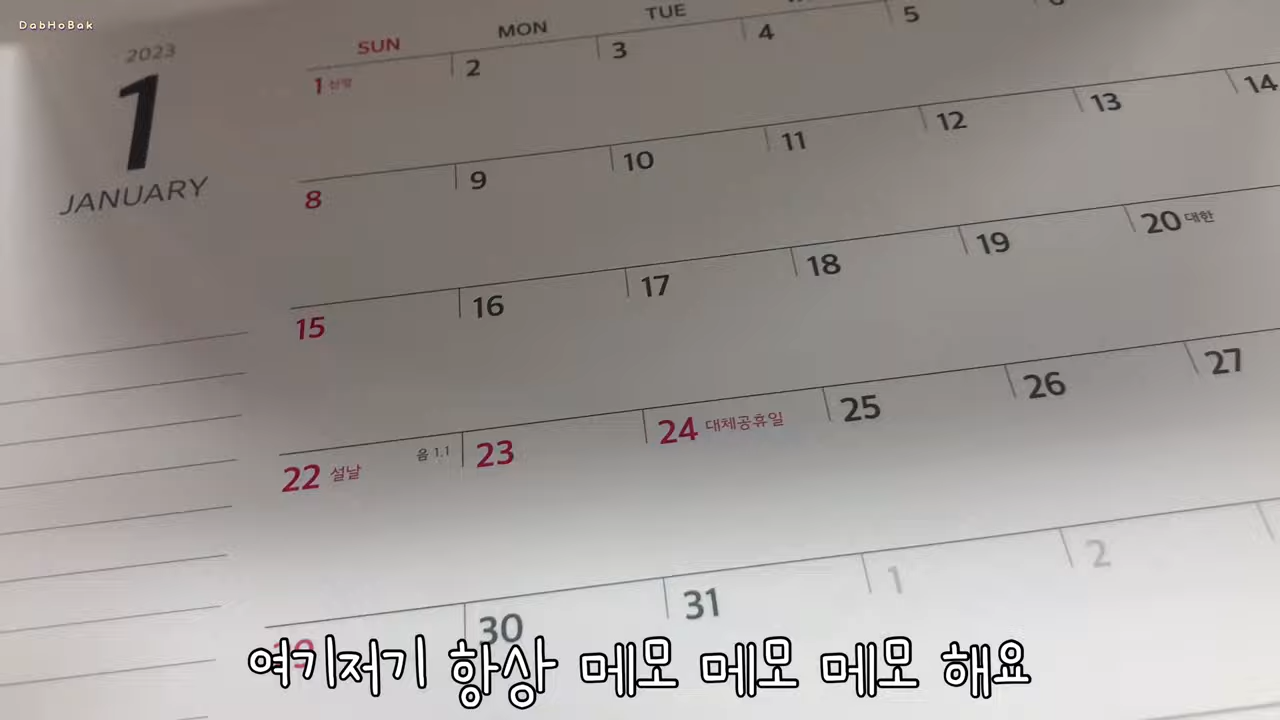 DabHoBak
2023
1
JANUARY
SUN MON TUE
1 신정 2 3 4 5
8 9 10 11 12 13 14
15 16 17 18 19 20 대한
22 설날 음 1.1 23 24 대체공휴일 25 26 27
29 30 31 1 2
여기저기 항상 메모 메모 메모 해요